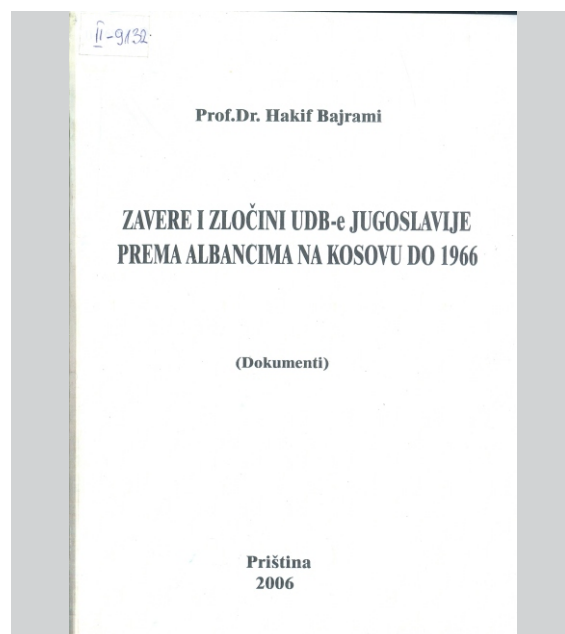 II-9132.
Prof.Dr. Hakif Bajrami
ZAVERE I ZLOČINI UDB-e JUGOSLAVIJE
PREMA ALBANCIMA NA KOSOVU DO 1966
(Dokumenti)
Priština
2006